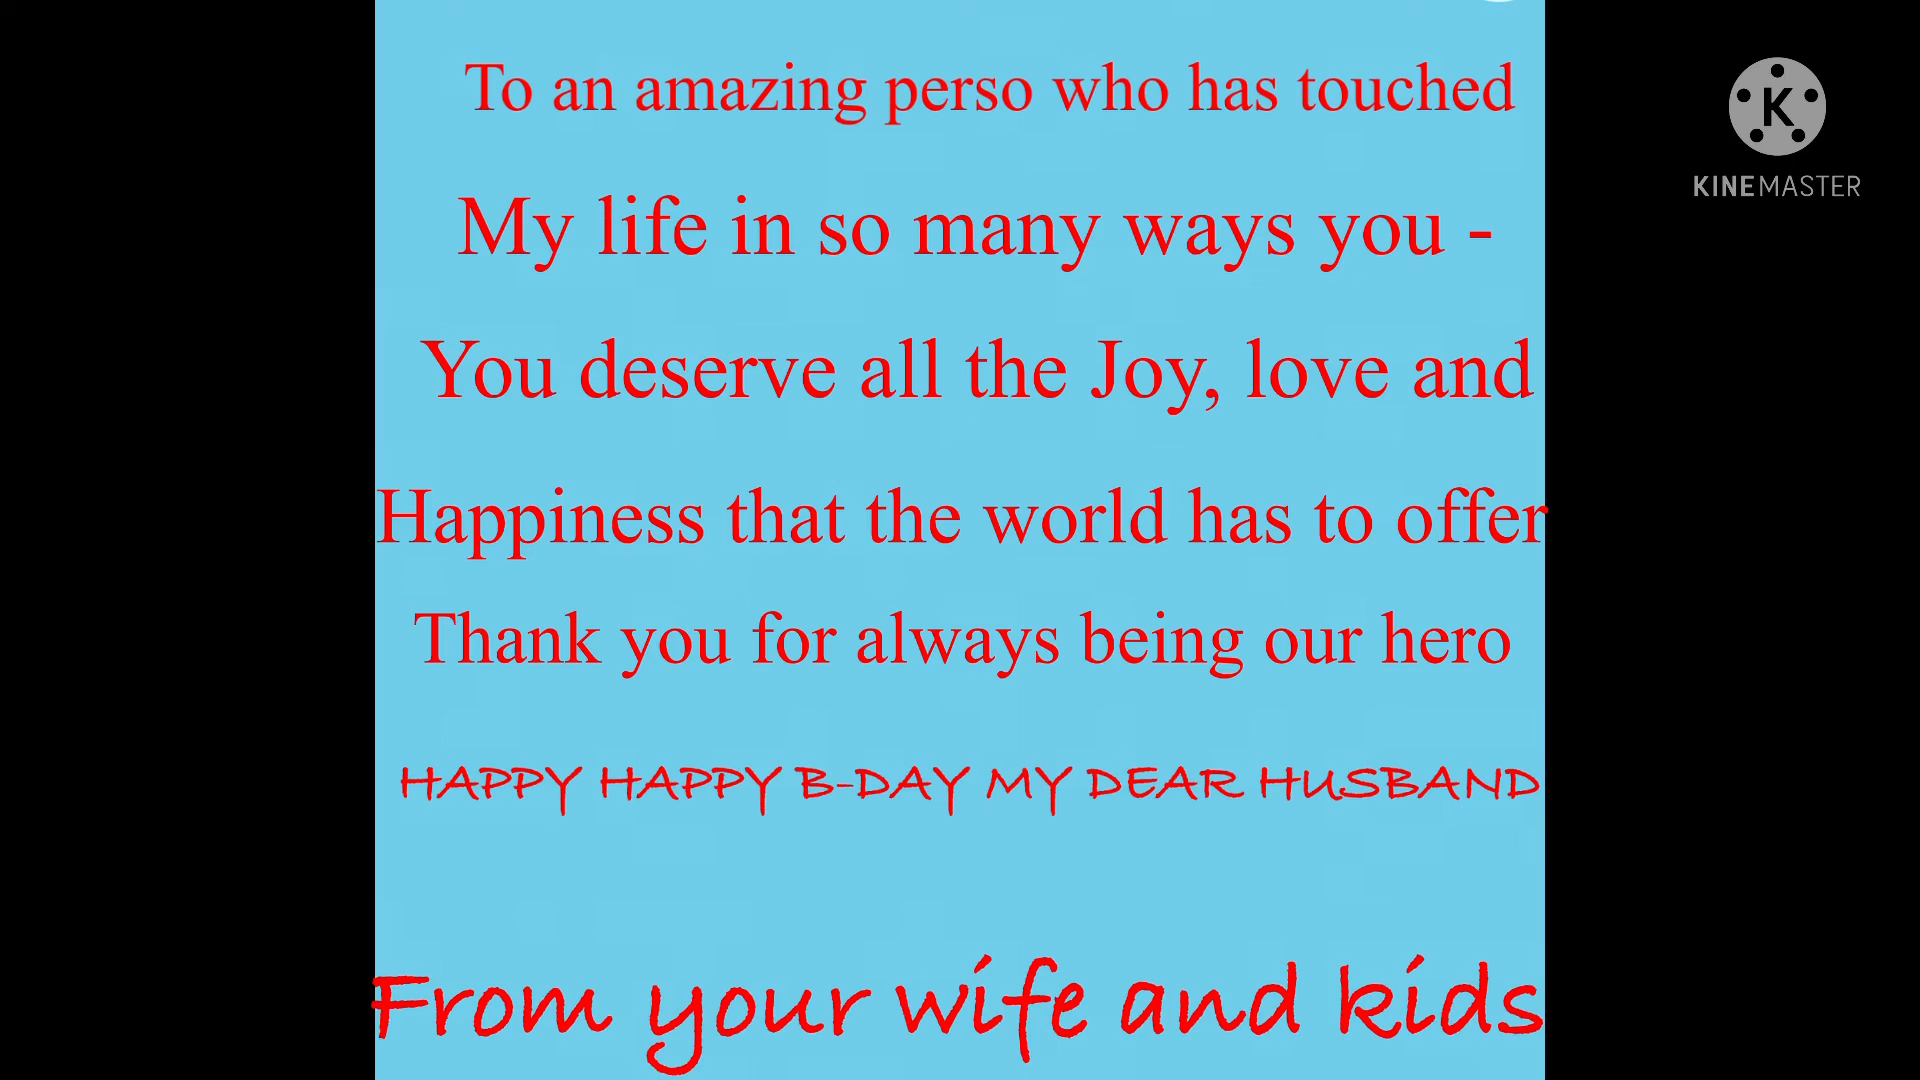 To an amazing perso who has touched
My life in so many ways you -
You deserve all the Joy, love and
Happiness that the world has to offer
Thank you for always being our hero
HAPPY HAPPY B-DAY MY DEAR HUSBAND
From your wife and kids
K
KINEMASTER